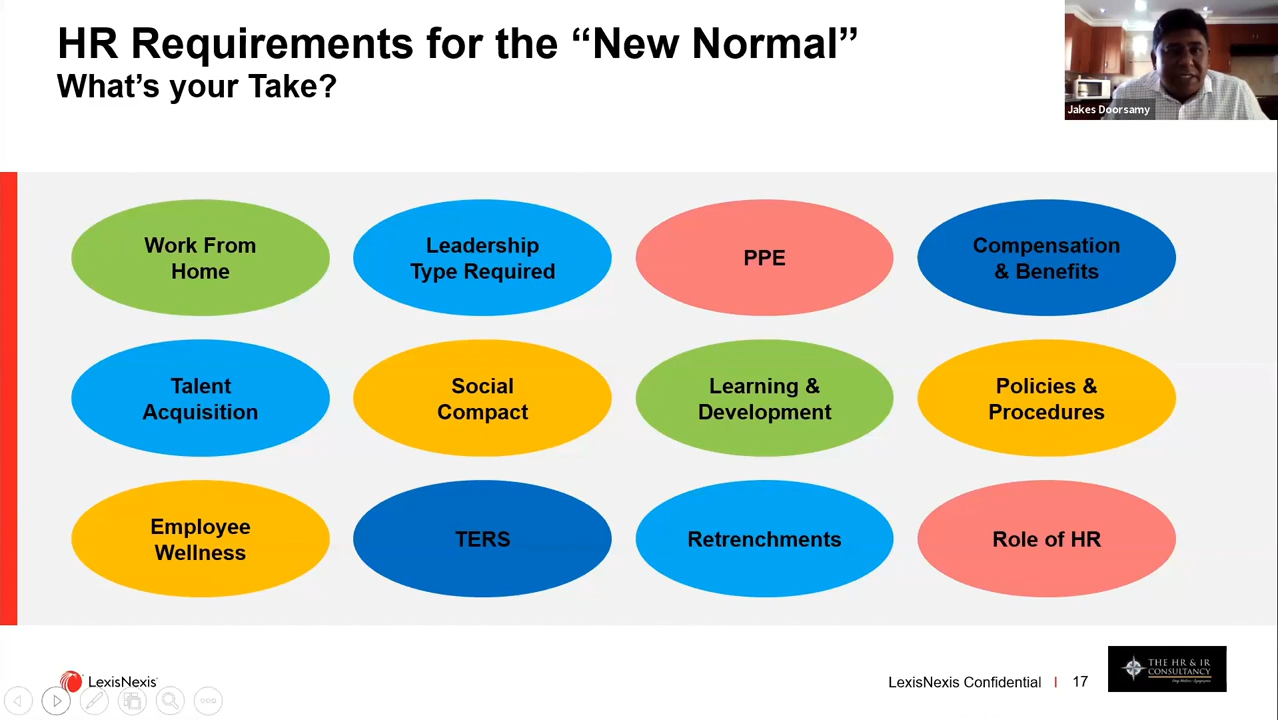 HR Requirements for the “New Normal”
What’s your Take?
Jakes Doorsamy
Work From
Home
Leadership
Type Required
PPE
Compensation
& Benefits
Talent
Acquisition
Social
Compact
Learning &
Development
Policies &
Procedures
Employee
Wellness
TERS
Retrenchments
Role of HR
LexisNexis
LexisNexis Confidential | 17
THE HR & IR
CONSULTANCY